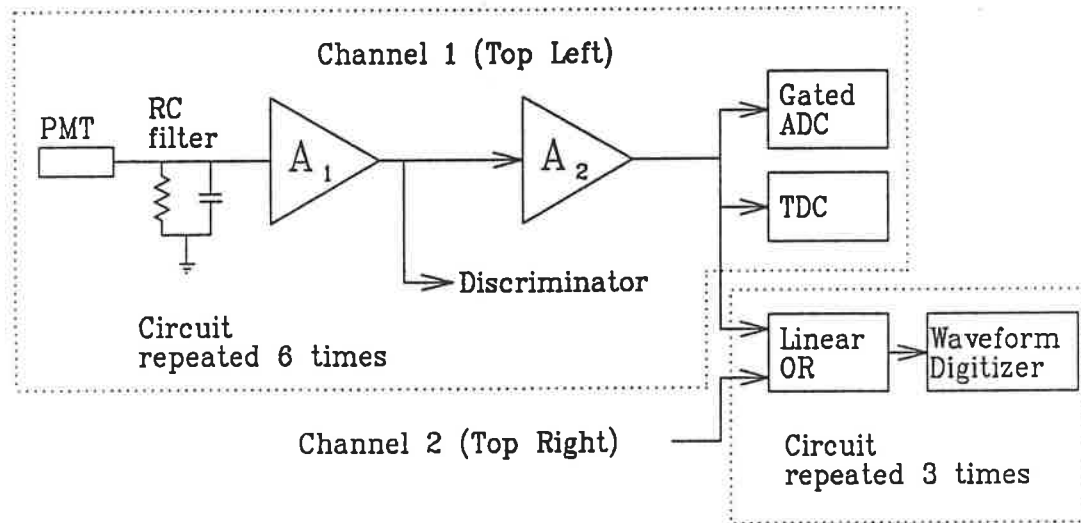 Channel 1 (Top Left)
PMT
RC
filter
A1
A2
Gated
ADC
TDC
Discriminator
Circuit
repeated 6 times
Linear
OR
Waveform
Digitizer
Channel 2 (Top Right)
Circuit
repeated 3 times